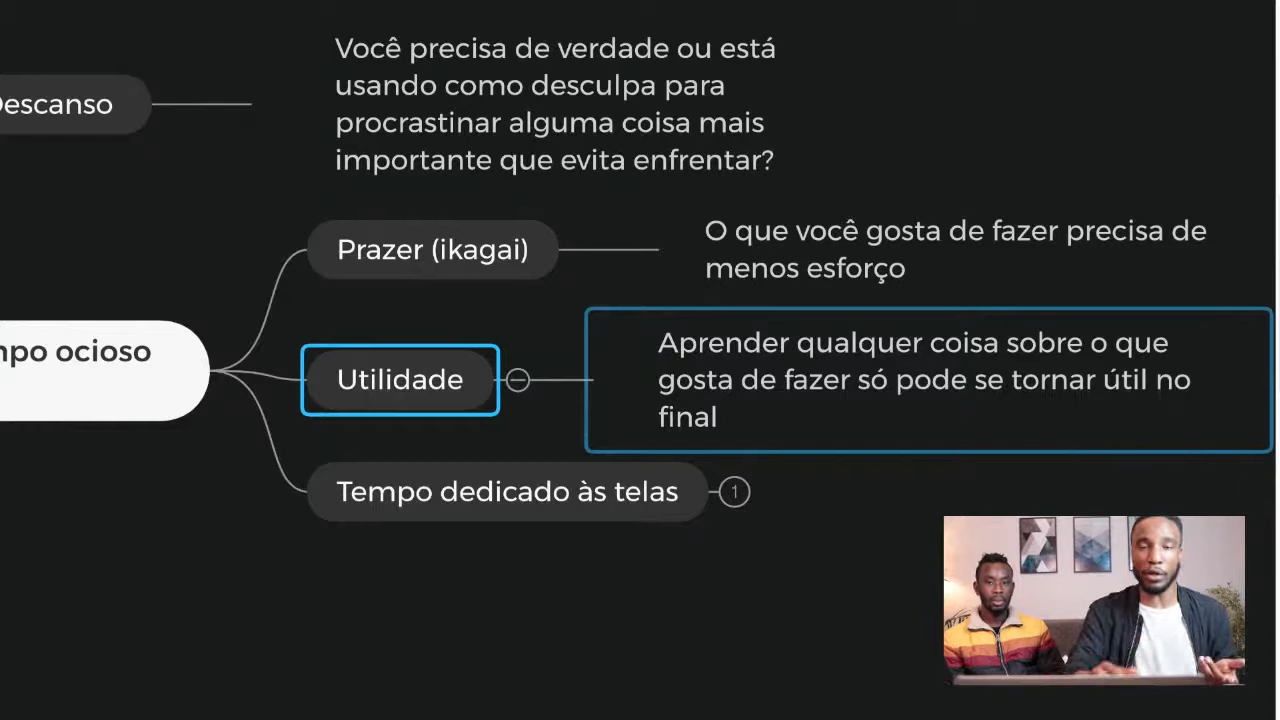 Você precisa de verdade ou está
usando como desculpa para
procrastinar alguma coisa mais
importante que evita enfrentar?
Descanso
Prazer (ikagai)
O que você gosta de fazer precisa de
menos esforço
ocioso
Utilidade
Aprender qualquer coisa sobre o que
gosta de fazer só pode se tornar útil no
final
Tempo dedicado às telas
1